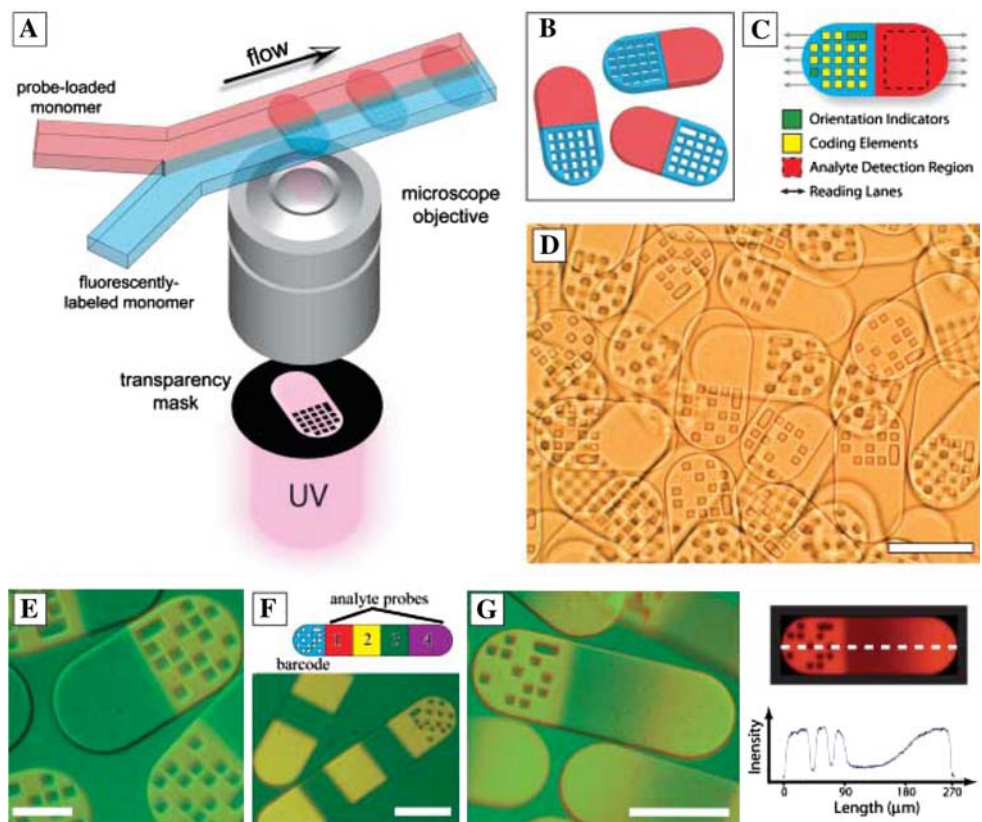 A
flow
probe-loaded
monomer
microscope
objective
fluorescently-
labeled monomer
transparency
mask
UV
B
C
Orientation Indicators
Coding Elements
Analyte Detection Region
Reading Lanes
D
E
F
analyte probes
1 2 3 4
barcode
G
Inensity
0 90 180 270
Length (μm)